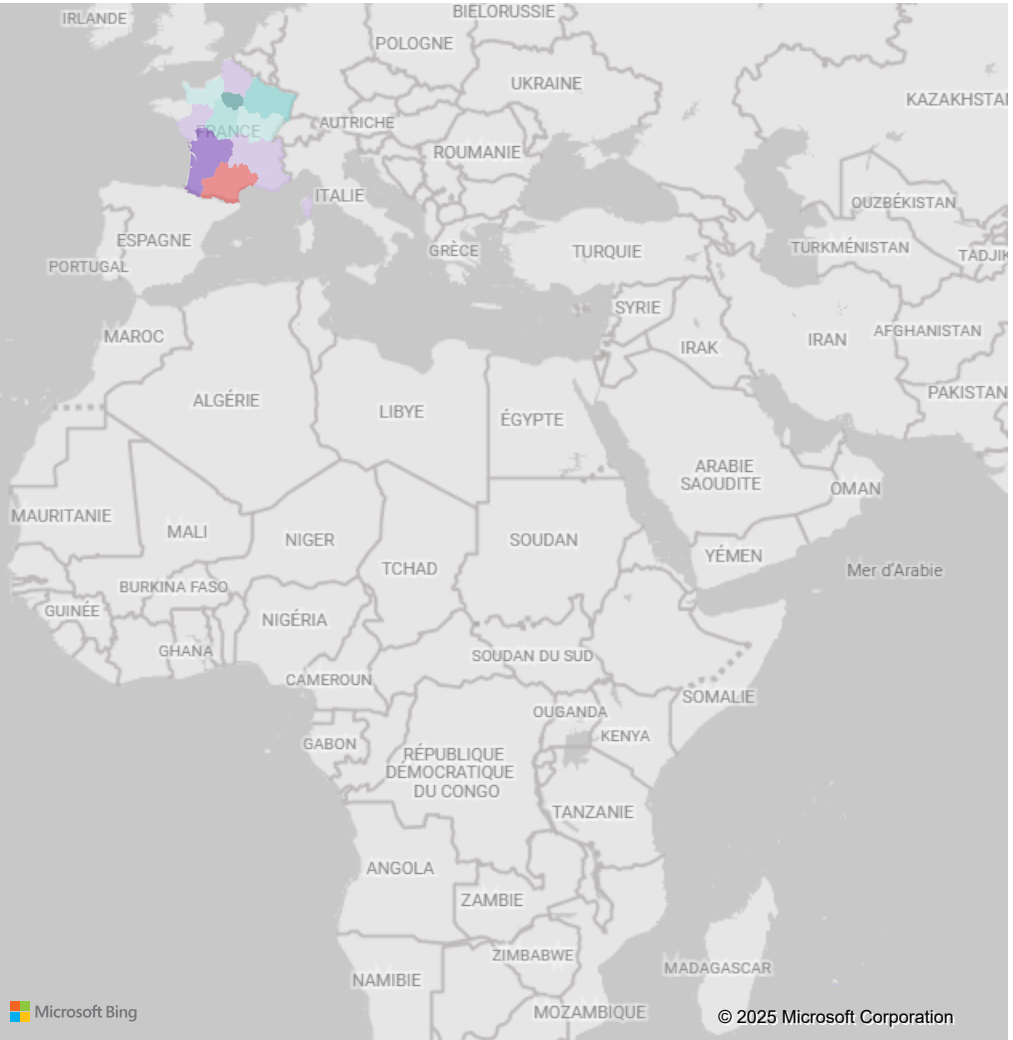 IRLANDE
BIÉLORUSSIE
POLOGNE
UKRAINE
KAZAKHSTA
AUTRICHE
FRANCE
ROUMANIE
ITALIE
OUZBÉKISTAN
ESPAGNE
GRÈCE
TURQUIE
TURKMÉNISTAN
TADJIK
PORTUGAL
SYRIE
MAROC
IRAK
IRAN
AFGHANISTAN
PAKISTAN
ALGÉRIE
LIBYE
ÉGYPTE
ARABIE
SAOUDITE
OMAN
MAURITANIE
MALI
NIGER
SOUDAN
YÉMEN
TCHAD
Mer d'Arabie
BURKINA FASO
GUINÉE
NIGÉRIA
GHANA
SOUDAN DU SUD
CAMEROUN
SOMALIE
OUGANDA
KENYA
GABON
RÉPUBLIQUE
DÉMOCRATIQUE
DU CONGO
TANZANIE
ANGOLA
ZAMBIE
ZIMBABWE
MADAGASCAR
NAMIBIE
Microsoft Bing
MOZAMBIQUE
© 2025 Microsoft Corporation